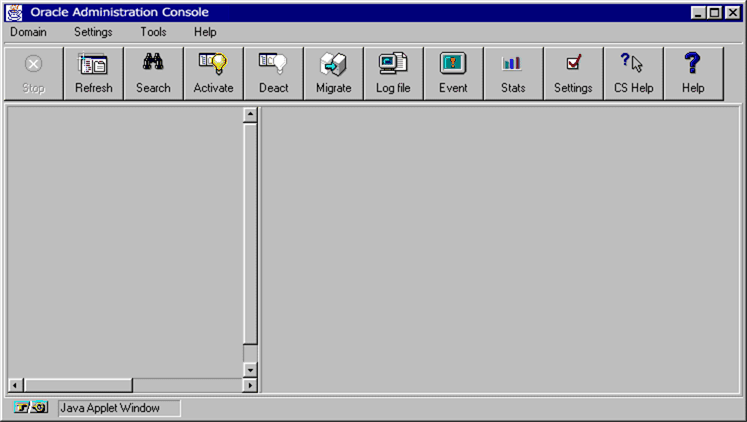 Oracle Administration Console
Domain Settings Tools Help
Stop Refresh Search Activate Deact Migrate Log file Event Stats Settings CS Help Help
Java Applet Window